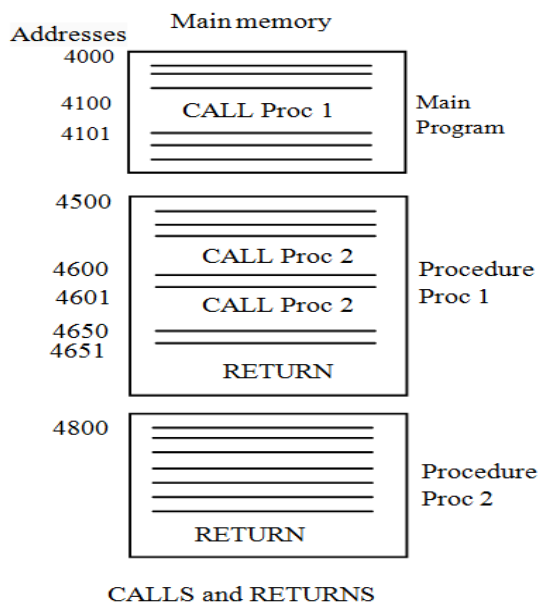 Main memory
Addresses
4000
4100
CALL Proc 1
Main
4101
Program
4500
CALL Proc 2
4600
Procedure
4601
CALL Proc 2
Proc 1
4650
4651
RETURN
4800
Procedure
Proc 2
RETURN
CALLS and RETURNS